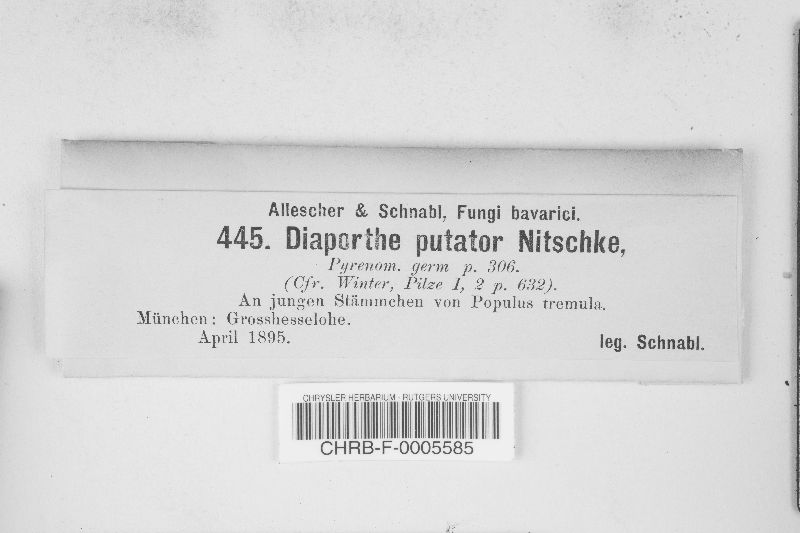 Allescher & Schnabl, Fungi bavarici.
445. Diaporthe putator Nitschke,
Pyrenom. germ p. 306.
(Cfr. Winter, Pilze I, 2 p. 632).
An jungen Stämmchen von Populus tremula.
München: Grosshesselohe.
April 1895.
leg. Schnabl.
CHRYSLER HERBARIUM - RUTGERS UNIVERSITY
CHRB-F-0005585